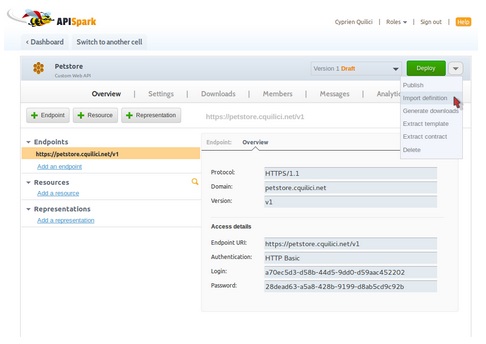 APISpark
Cyprien Quilici | Roles | Sign out | Help
‹ Dashboard Switch to another cell
Petstore
Custom Web API
Version 1 Draft
Deploy
Publish
Import definition
Generate downloads
Extract template
Extract contract
Delete
Overview | Settings | Downloads | Members | Messages | Analytic
+ Endpoint + Resource + Representation
https://petstore.cquilici.net/v1
Endpoints
https://petstore.cquilici.net/v1
Add an endpoint
Resources
Add a resource
Representations
Add a representation
Endpoint: Overview
Protocol: HTTPS/1.1
Domain: petstore.cquilici.net
Version: v1
Access details
Endpoint URI: https://petstore.cquilici.net/v1
Authentication: HTTP Basic
Login: a70ec5d3-d58b-44d5-9dd0-d59aac452202
Password: 28dead63-a5a8-428b-9199-d8ab5cd9c92b